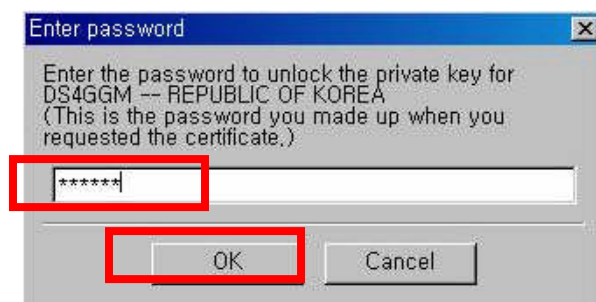 Enter password
Enter the password to unlock the private key for
DS4GGM -- REPUBLIC OF KOREA
(This is the password you made up when you
requested the certificate.)
******
OK
Cancel